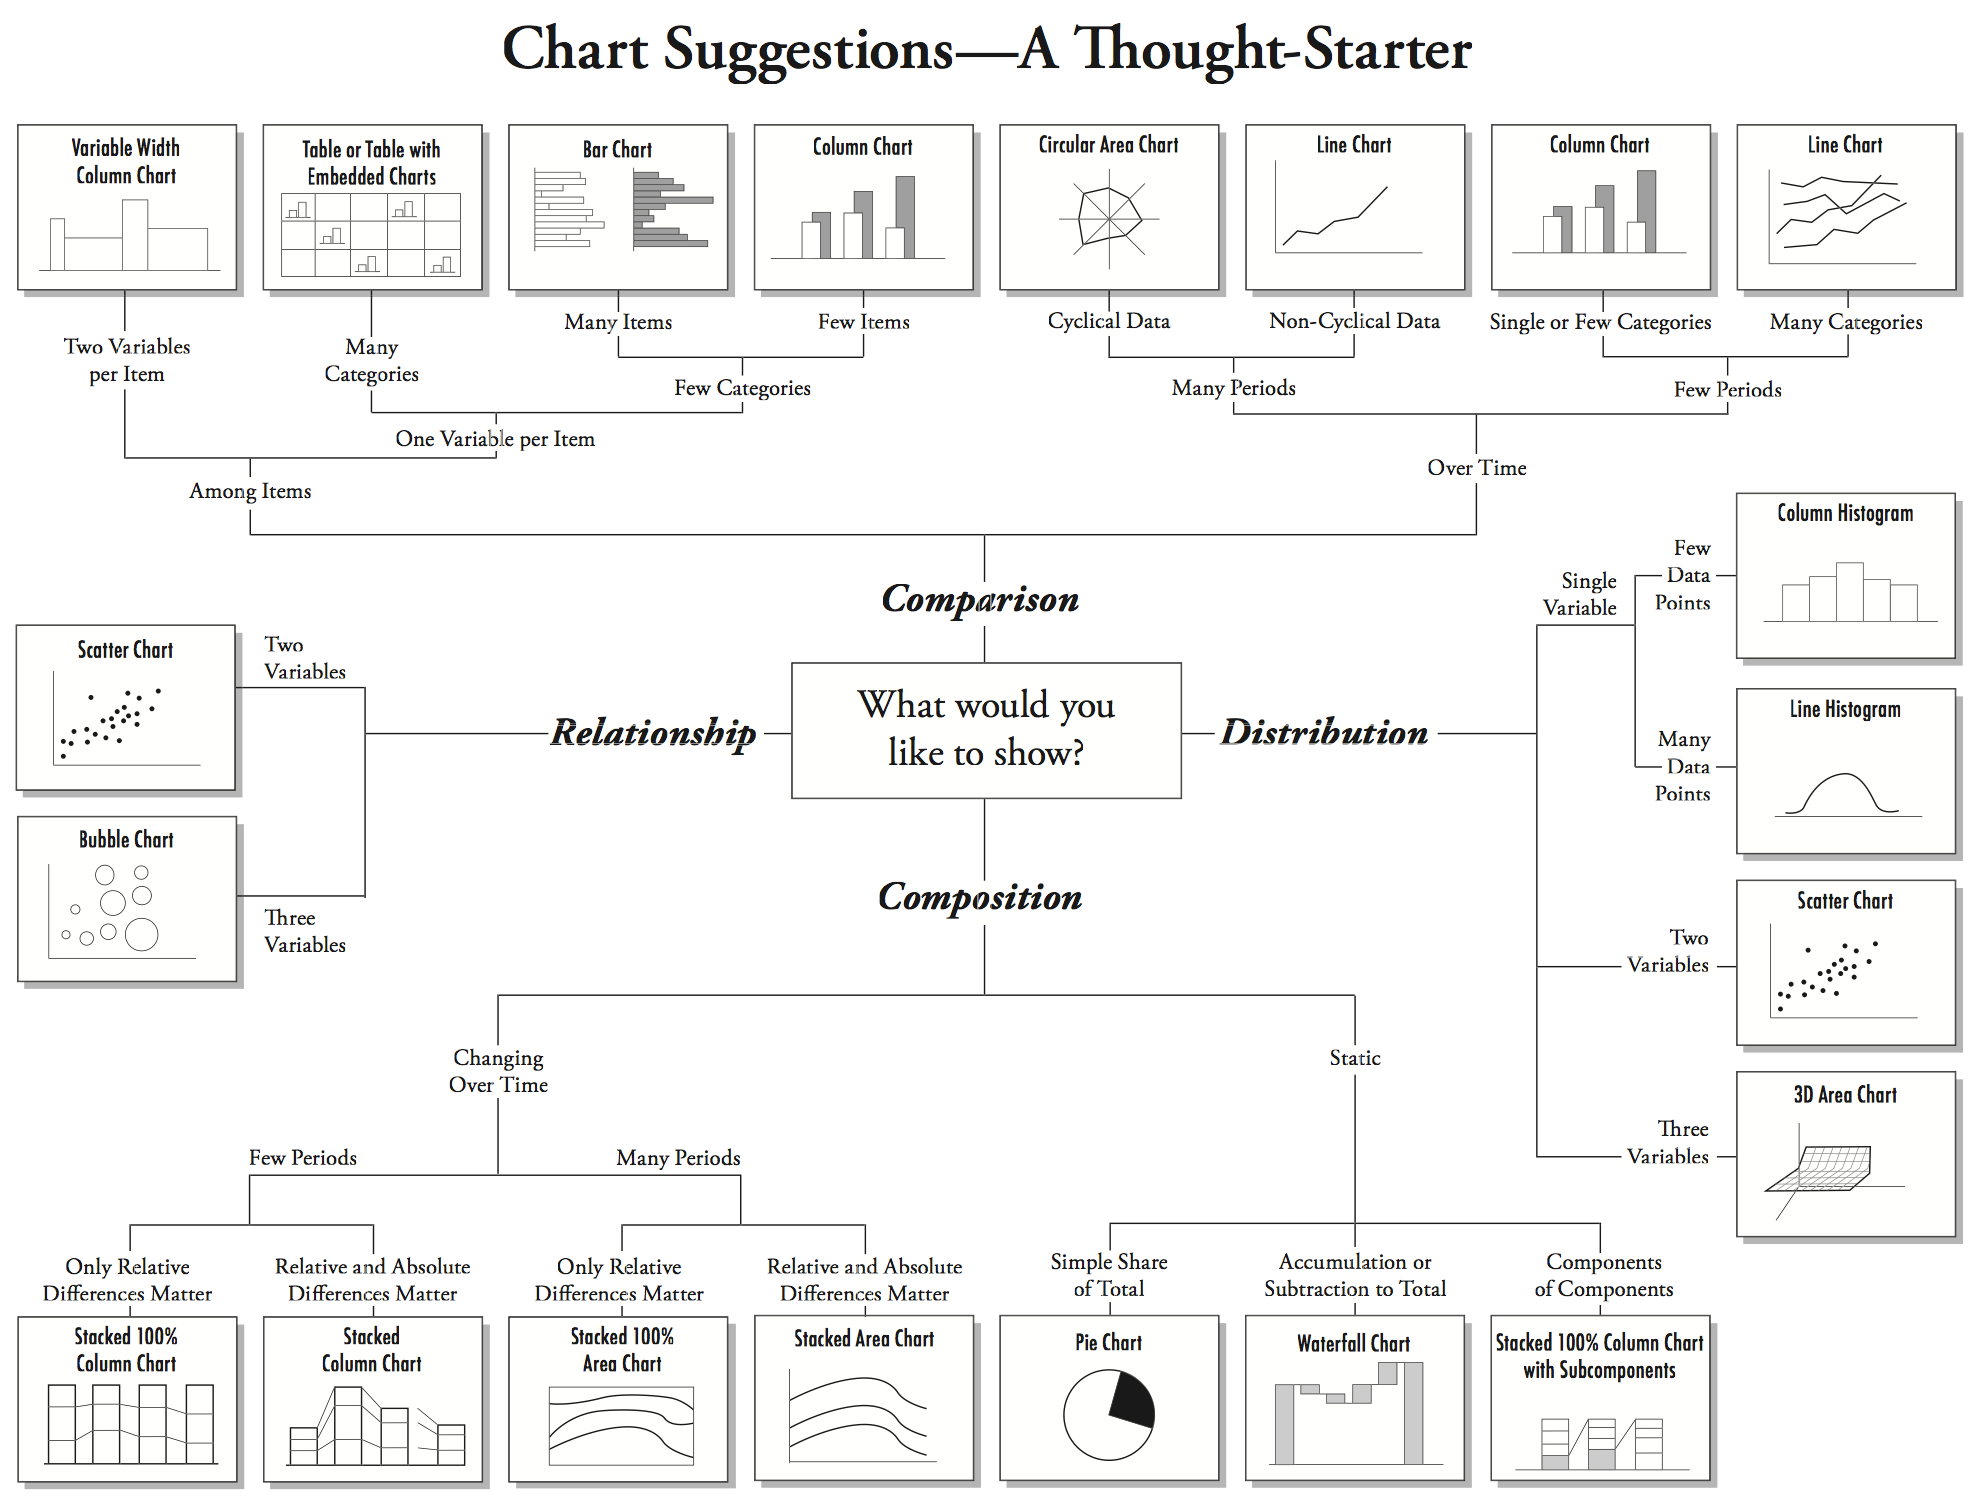 Chart Suggestions—A Thought-Starter
Variable Width
Column Chart
Table or Table with
Embedded Charts
Bar Chart
Column Chart
Circular Area Chart
Line Chart
Column Chart
Line Chart
Two Variables
per Item
Many
Categories
Many Items
Few Items
Cyclical Data
Non-Cyclical Data
Single or Few Categories
Many Categories
Few Categories
Many Periods
Few Periods
One Variable per Item
Over Time
Among Items
Comparison
What would you
like to show?
Relationship
Two
Variables
Scatter Chart
Bubble Chart
Three
Variables
Distribution
Single
Variable
Few
Data
Points
Column Histogram
Many
Data
Points
Line Histogram
Two
Variables
Scatter Chart
Three
Variables
3D Area Chart
Composition
Changing
Over Time
Static
Few Periods
Many Periods
Only Relative
Differences Matter
Relative and Absolute
Differences Matter
Only Relative
Differences Matter
Relative and Absolute
Differences Matter
Simple Share
of Total
Accumulation or
Subtraction to Total
Components
of Components
Stacked 100%
Column Chart
Stacked
Column Chart
Stacked 100%
Area Chart
Stacked Area Chart
Pie Chart
Waterfall Chart
Stacked 100% Column Chart
with Subcomponents